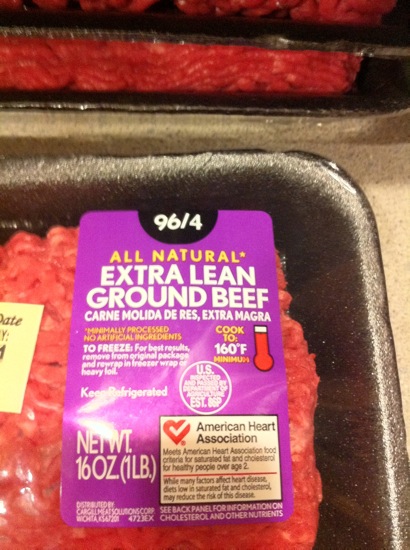 96/4
ALL NATURAL*
EXTRA LEAN
GROUND BEEF
CARNE MOLIDA DE RES, EXTRA MAGRA
*MINIMALLY PROCESSED
NO ARTIFICIAL INGREDIENTS
TO FREEZE: For best results,
remove from original package
and rewrap in freezer wrap or
heavy foil.
COOK
TO:
160°F
MINIMUM
Keep Refrigerated
U.S.
INSPECTED
AND PASSED BY
DEPARTMENT OF
AGRICULTURE
EST. 86P
NET WT.
16 OZ. (1 LB.)
American Heart
Association
Meets American Heart Association food
criteria for saturated fat and cholesterol
for healthy people over age 2.
While many factors affect heart disease,
diets low in saturated fat and cholesterol
may reduce the risk of this disease.
DISTRIBUTED BY
CARGILL MEAT SOLUTIONS CORP.
WICHITA, KS 67201 4723EX
SEE BACK PANEL FOR INFORMATION ON
CHOLESTEROL AND OTHER NUTRIENTS
Date